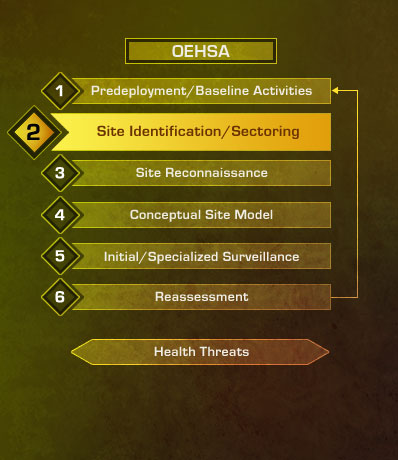 OEHSA
1 Predeployment/Baseline Activities
2 Site Identification/Sectoring
3 Site Reconnaissance
4 Conceptual Site Model
5 Initial/Specialized Surveillance
6 Reassessment
Health Threats